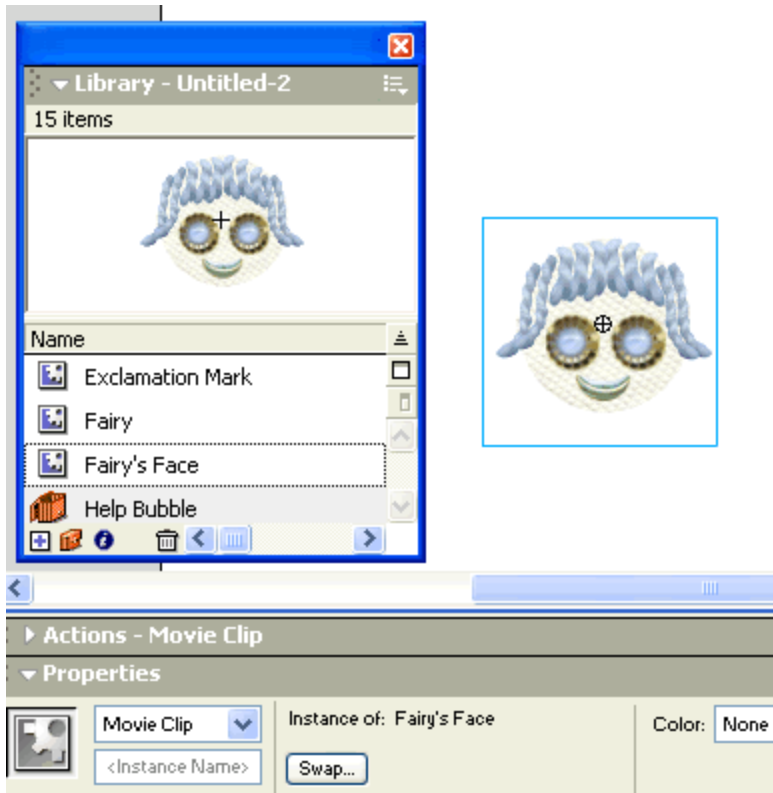 Library - Untitled-2
15 items
Name
Exclamation Mark
Fairy
Fairy's Face
Help Bubble
Actions - Movie Clip
Properties
Movie Clip
Instance of: Fairy's Face
Color: None
<Instance Name>
Swap...